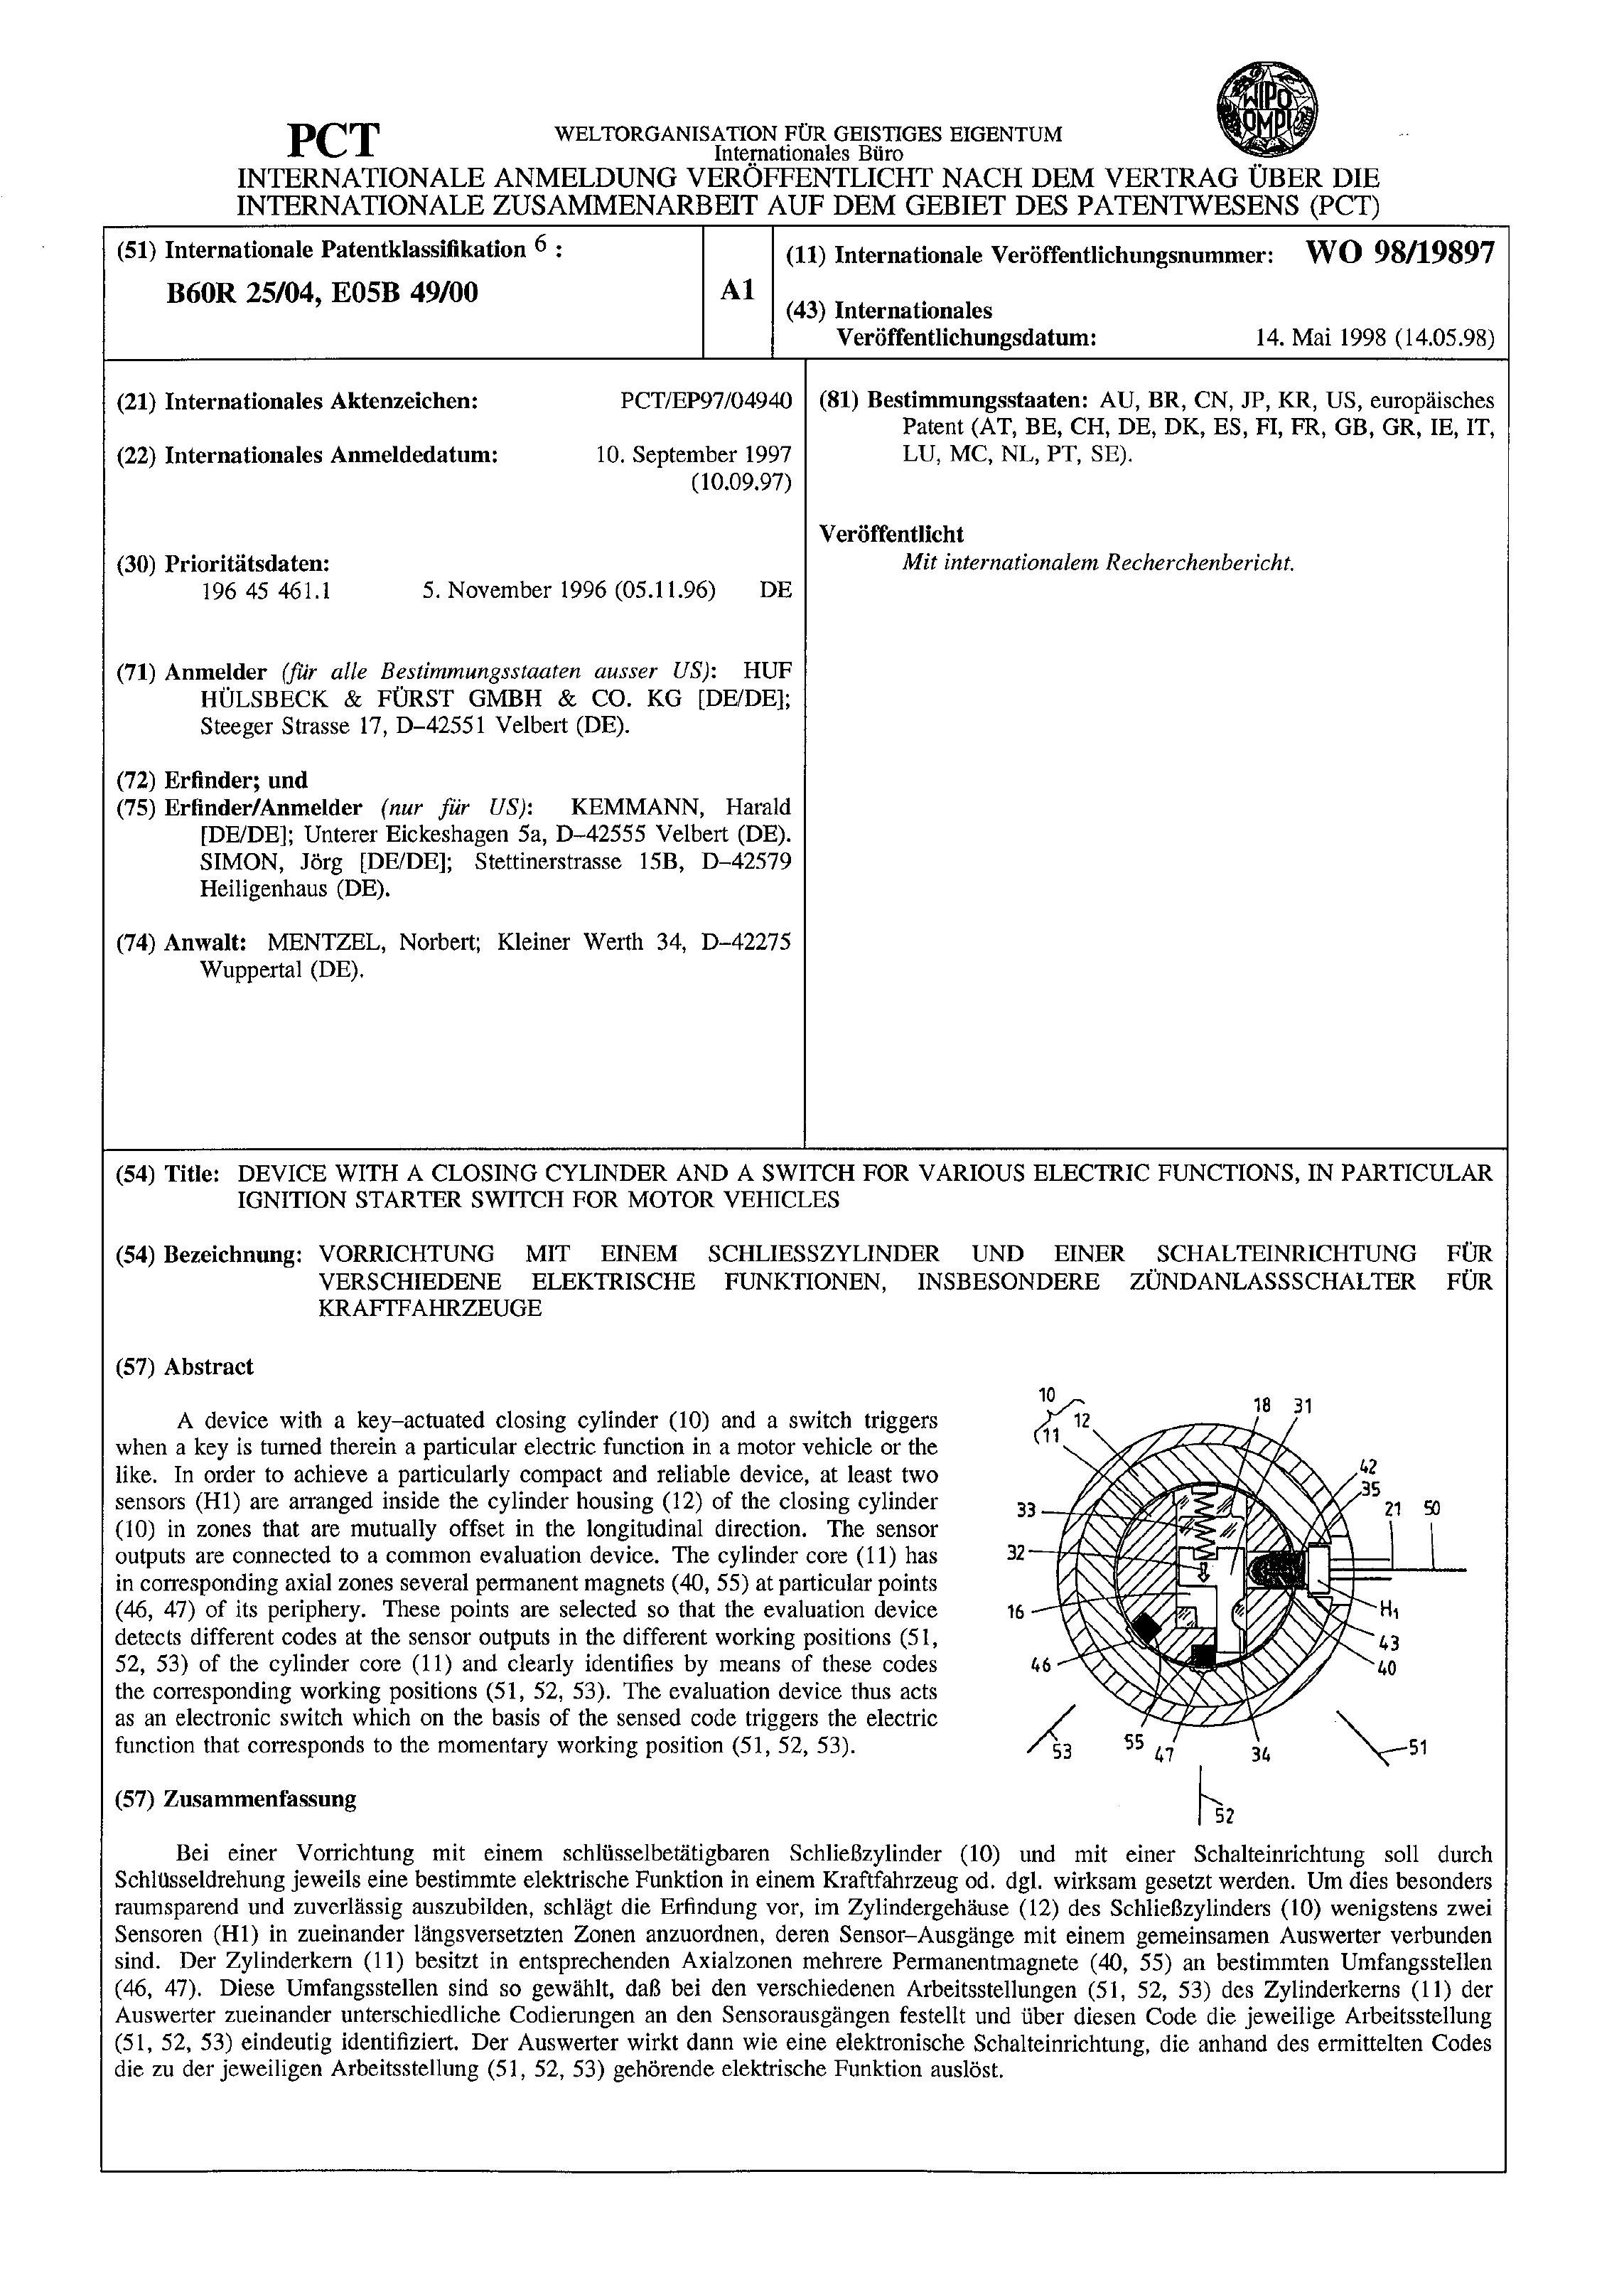 WIPO
OMPI
PCT
WELTORGANISATION FÜR GEISTIGES EIGENTUM
Internationales Büro
INTERNATIONALE ANMELDUNG VERÖFFENTLICHT NACH DEM VERTRAG ÜBER DIE
INTERNATIONALE ZUSAMMENARBEIT AUF DEM GEBIET DES PATENTWESENS (PCT)
(51) Internationale Patentklassifikation 6 :
B60R 25/04, E05B 49/00
A1
(11) Internationale Veröffentlichungsnummer: WO 98/19897
(43) Internationales
Veröffentlichungsdatum: 14. Mai 1998 (14.05.98)
(21) Internationales Aktenzeichen: PCT/EP97/04940
(22) Internationales Anmeldedatum: 10. September 1997
(10.09.97)
(30) Prioritätsdaten:
196 45 461.1 5. November 1996 (05.11.96) DE
(71) Anmelder (für alle Bestimmungsstaaten ausser US): HUF
HÜLSBECK & FÜRST GMBH & CO. KG [DE/DE];
Steeger Strasse 17, D–42551 Velbert (DE).
(72) Erfinder; und
(75) Erfinder/Anmelder (nur für US): KEMMANN, Harald
[DE/DE]; Unterer Eickeshagen 5a, D–42555 Velbert (DE).
SIMON, Jörg [DE/DE]; Stettinerstrasse 15B, D–42579
Heiligenhaus (DE).
(74) Anwalt: MENTZEL, Norbert; Kleiner Werth 34, D–42275
Wuppertal (DE).
(81) Bestimmungsstaaten: AU, BR, CN, JP, KR, US, europäisches
Patent (AT, BE, CH, DE, DK, ES, FI, FR, GB, GR, IE, IT,
LU, MC, NL, PT, SE).
Veröffentlicht
Mit internationalem Recherchenbericht.
(54) Title: DEVICE WITH A CLOSING CYLINDER AND A SWITCH FOR VARIOUS ELECTRIC FUNCTIONS, IN PARTICULAR
IGNITION STARTER SWITCH FOR MOTOR VEHICLES
(54) Bezeichnung: VORRICHTUNG MIT EINEM SCHLIESSZYLINDER UND EINER SCHALTEINRICHTUNG FÜR
VERSCHIEDENE ELEKTRISCHE FUNKTIONEN, INSBESONDERE ZÜNDANLASSSCHALTER FÜR
KRAFTFAHRZEUGE
(57) Abstract
A device with a key–actuated closing cylinder (10) and a switch triggers
when a key is turned therein a particular electric function in a motor vehicle or the
like. In order to achieve a particularly compact and reliable device, at least two
sensors (H1) are arranged inside the cylinder housing (12) of the closing cylinder
(10) in zones that are mutually offset in the longitudinal direction. The sensor
outputs are connected to a common evaluation device. The cylinder core (11) has
in corresponding axial zones several permanent magnets (40, 55) at particular points
(46, 47) of its periphery. These points are selected so that the evaluation device
detects different codes at the sensor outputs in the different working positions (51,
52, 53) of the cylinder core (11) and clearly identifies by means of these codes
the corresponding working positions (51, 52, 53). The evaluation device thus acts
as an electronic switch which on the basis of the sensed code triggers the electric
function that corresponds to the momentary working position (51, 52, 53).
10
12
(11
18 31
42
35
21 50
33
32
16
46
H1
43
40
53
55
47
34
51
52
(57) Zusammenfassung
Bei einer Vorrichtung mit einem schlüsselbetätigbaren Schließzylinder (10) und mit einer Schalteinrichtung soll durch
Schlüsseldrehung jeweils eine bestimmte elektrische Funktion in einem Kraftfahrzeug od. dgl. wirksam gesetzt werden. Um dies besonders
raumsparend und zuverlässig auszubilden, schlägt die Erfindung vor, im Zylindergehäuse (12) des Schließzylinders (10) wenigstens zwei
Sensoren (H1) in zueinander längsversetzten Zonen anzuordnen, deren Sensor–Ausgänge mit einem gemeinsamen Auswerter verbunden
sind. Der Zylinderkern (11) besitzt in entsprechenden Axialzonen mehrere Permanentmagnete (40, 55) an bestimmten Umfangsstellen
(46, 47). Diese Umfangsstellen sind so gewählt, daß bei den verschiedenen Arbeitsstellungen (51, 52, 53) des Zylinderkerns (11) der
Auswerter zueinander unterschiedliche Codierungen an den Sensorausgängen festellt und über diesen Code die jeweilige Arbeitsstellung
(51, 52, 53) eindeutig identifiziert. Der Auswerter wirkt dann wie eine elektronische Schalteinrichtung, die anhand des ermittelten Codes
die zu der jeweiligen Arbeitsstellung (51, 52, 53) gehörende elektrische Funktion auslöst.